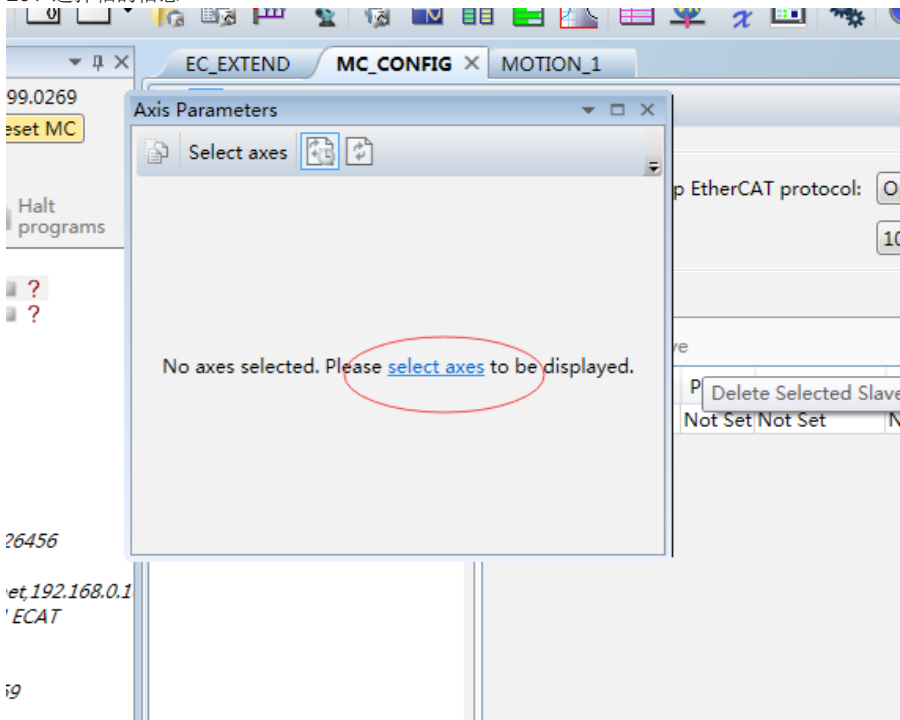 EC_EXTEND
MC_CONFIG
MOTION_1
99.0269
eset MC
Axis Parameters
Select axes
p EtherCAT protocol:
Halt
programs
10
?
?
No axes selected. Please select axes to be displayed.
Delete Selected Slave
Not Set
Not Set
26456
et,192.168.0.1
ECAT
59